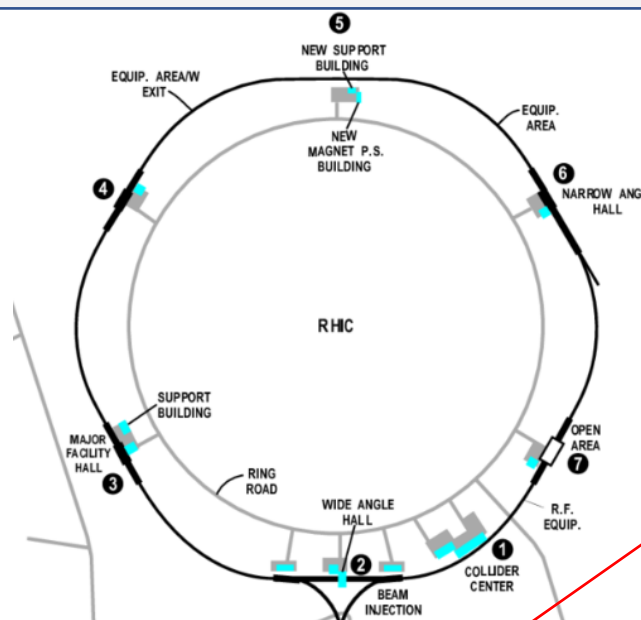 5
NEW SUPPORT
BUILDING
EQUIP. AREA/W
EXIT
EQUIP.
AREA
NEW
MAGNET P.S.
BUILDING
4
6
NARROW ANG
HALL
RHIC
SUPPORT
BUILDING
MAJOR
FACILITY
HALL
3
OPEN
AREA
7
RING
ROAD
WIDE ANGLE
HALL
R.F.
EQUIP.
2
1
COLLIDER
CENTER
BEAM
INJECTION